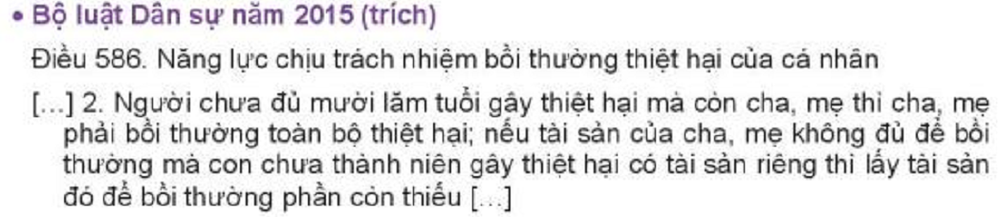 • Bộ luật Dân sự năm 2015 (trích)
Điều 586. Năng lực chịu trách nhiệm bồi thường thiệt hại của cá nhân
[...] 2. Người chưa đủ mười lăm tuổi gây thiệt hại mà còn cha, mẹ thì cha, mẹ
phải bồi thường toàn bộ thiệt hại; nếu tài sản của cha, mẹ không đủ để bồi
thường mà con chưa thành niên gây thiệt hại có tài sản riêng thì lấy tài sản
đó để bồi thường phần còn thiếu [...]